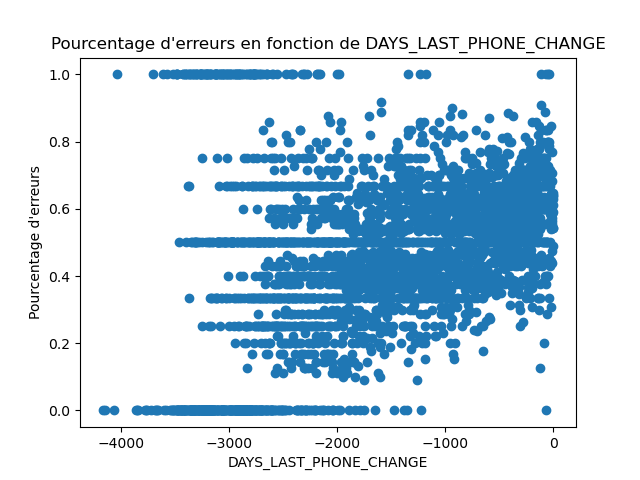 Pourcentage d'erreurs en fonction de DAYS_LAST_PHONE_CHANGE
1.0
0.8
0.6
0.4
0.2
0.0
Pourcentage d'erreurs
−4000 −3000 −2000 −1000 0
DAYS_LAST_PHONE_CHANGE